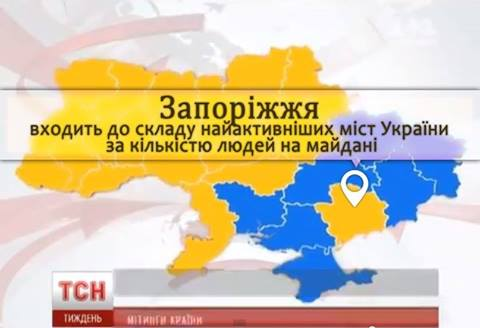 Запоріжжя
входить до складу найактивніших міст України
за кількістю людей на майдані
ТСН
ТИЖДЕНЬ
МІТИНГИ КРАЇНИ